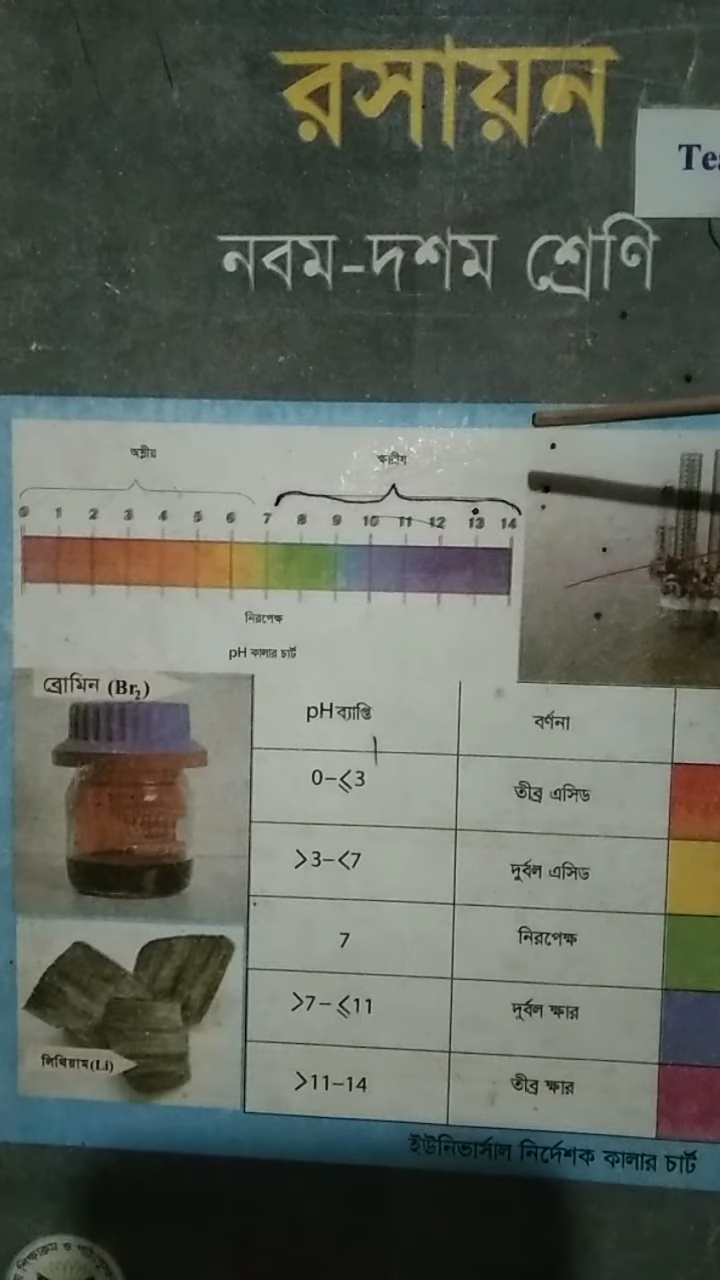 রসায়ন
নবম-দশম শ্রেণি
অম্লীয়
ক্ষারীয়
0 1 2 3 4 5 6 7 8 9 10 11 12 13 14
নিরপেক্ষ
pH কালার চার্ট
ব্রোমিন (Br₂)
pH ব্যাপ্তি বর্ণনা
0-≤3 তীব্র এসিড
>3-<7 দুর্বল এসিড
7 নিরপেক্ষ
>7-≤11 দুর্বল ক্ষার
>11-14 তীব্র ক্ষার
লিথিয়াম(Li)
ইউনিভার্সাল নির্দেশক কালার চার্ট